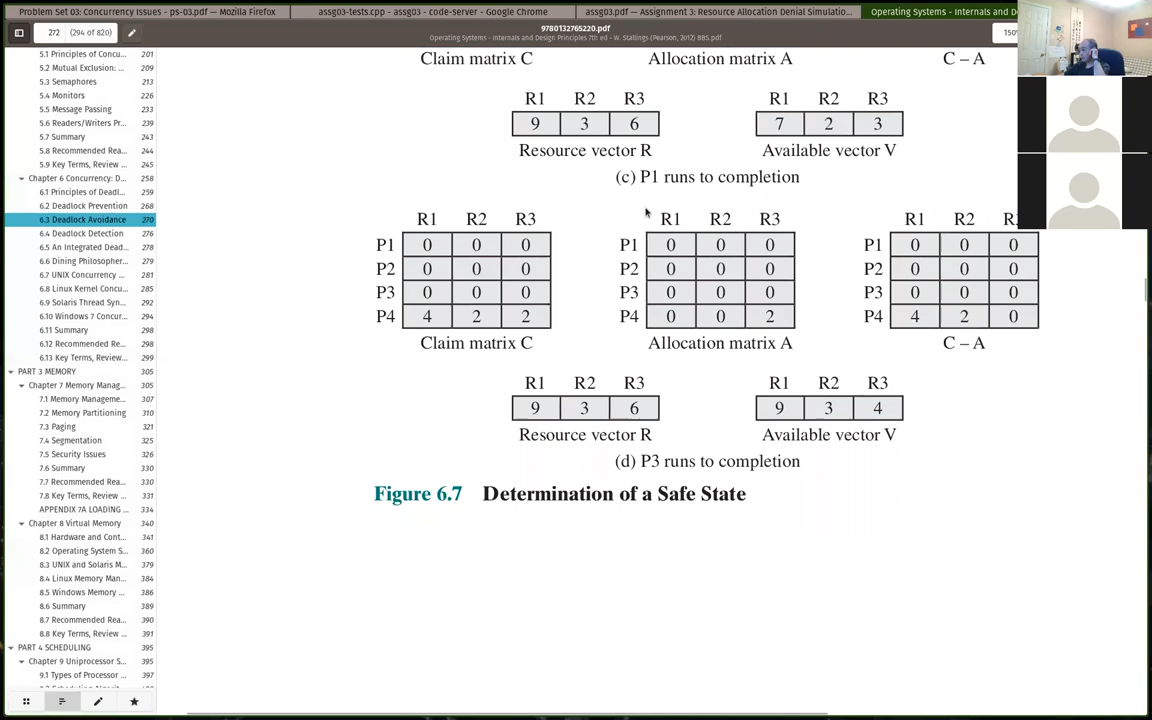 Problem Set 03: Concurrency Issues - ps-03.pdf — Mozilla Firefox
assg03-tests.cpp - assg03 - code-server - Google Chrome
assg03.pdf — Assignment 3: Resource Allocation Denial Simulatio...
Operating Systems - Internals and D
272
(294 of 820)
9780132765220.pdf
Operating Systems - Internals and Design Principles 7th ed - W. Stallings (Pearson, 2012) BBS.pdf
150
5.1 Principles of Concu... 201
5.2 Mutual Exclusion: ... 209
5.3 Semaphores 213
5.4 Monitors 226
5.5 Message Passing 233
5.6 Readers/Writers Pr... 239
5.7 Summary 243
5.8 Recommended Rea... 244
5.9 Key Terms, Review ... 245
Chapter 6 Concurrency: D... 258
6.1 Principles of Deadl... 259
6.2 Deadlock Prevention 268
6.3 Deadlock Avoidance 270
6.4 Deadlock Detection 276
6.5 An Integrated Dead... 278
6.6 Dining Philosopher... 279
6.7 UNIX Concurrency ... 281
6.8 Linux Kernel Concu... 285
6.9 Solaris Thread Syn... 292
6.10 Windows 7 Concur... 294
6.11 Summary 298
6.12 Recommended Re... 298
6.13 Key Terms, Review... 299
PART 3 MEMORY 305
Chapter 7 Memory Manag... 305
7.1 Memory Manageme... 307
7.2 Memory Partitioning 310
7.3 Paging 321
7.4 Segmentation 325
7.5 Security Issues 326
7.6 Summary 330
7.7 Recommended Rea... 330
7.8 Key Terms, Review ... 331
APPENDIX 7A LOADING ... 334
Chapter 8 Virtual Memory 340
8.1 Hardware and Cont... 341
8.2 Operating System S... 360
8.3 UNIX and Solaris M... 379
8.4 Linux Memory Man... 384
8.5 Windows Memory ... 386
8.6 Summary 389
8.7 Recommended Rea... 390
8.8 Key Terms, Review ... 391
PART 4 SCHEDULING 395
Chapter 9 Uniprocessor S... 395
9.1 Types of Processor ... 397
Claim matrix C
Allocation matrix A
C – A
R1 R2 R3
9 3 6
Resource vector R
R1 R2 R3
7 2 3
Available vector V
(c) P1 runs to completion
R1 R2 R3
P1 0 0 0
P2 0 0 0
P3 0 0 0
P4 4 2 2
Claim matrix C
R1 R2 R3
P1 0 0 0
P2 0 0 0
P3 0 0 0
P4 0 0 2
Allocation matrix A
R1 R2 R3
P1 0 0 0
P2 0 0 0
P3 0 0 0
P4 4 2 0
C – A
R1 R2 R3
9 3 6
Resource vector R
R1 R2 R3
9 3 4
Available vector V
(d) P3 runs to completion
Figure 6.7 Determination of a Safe State